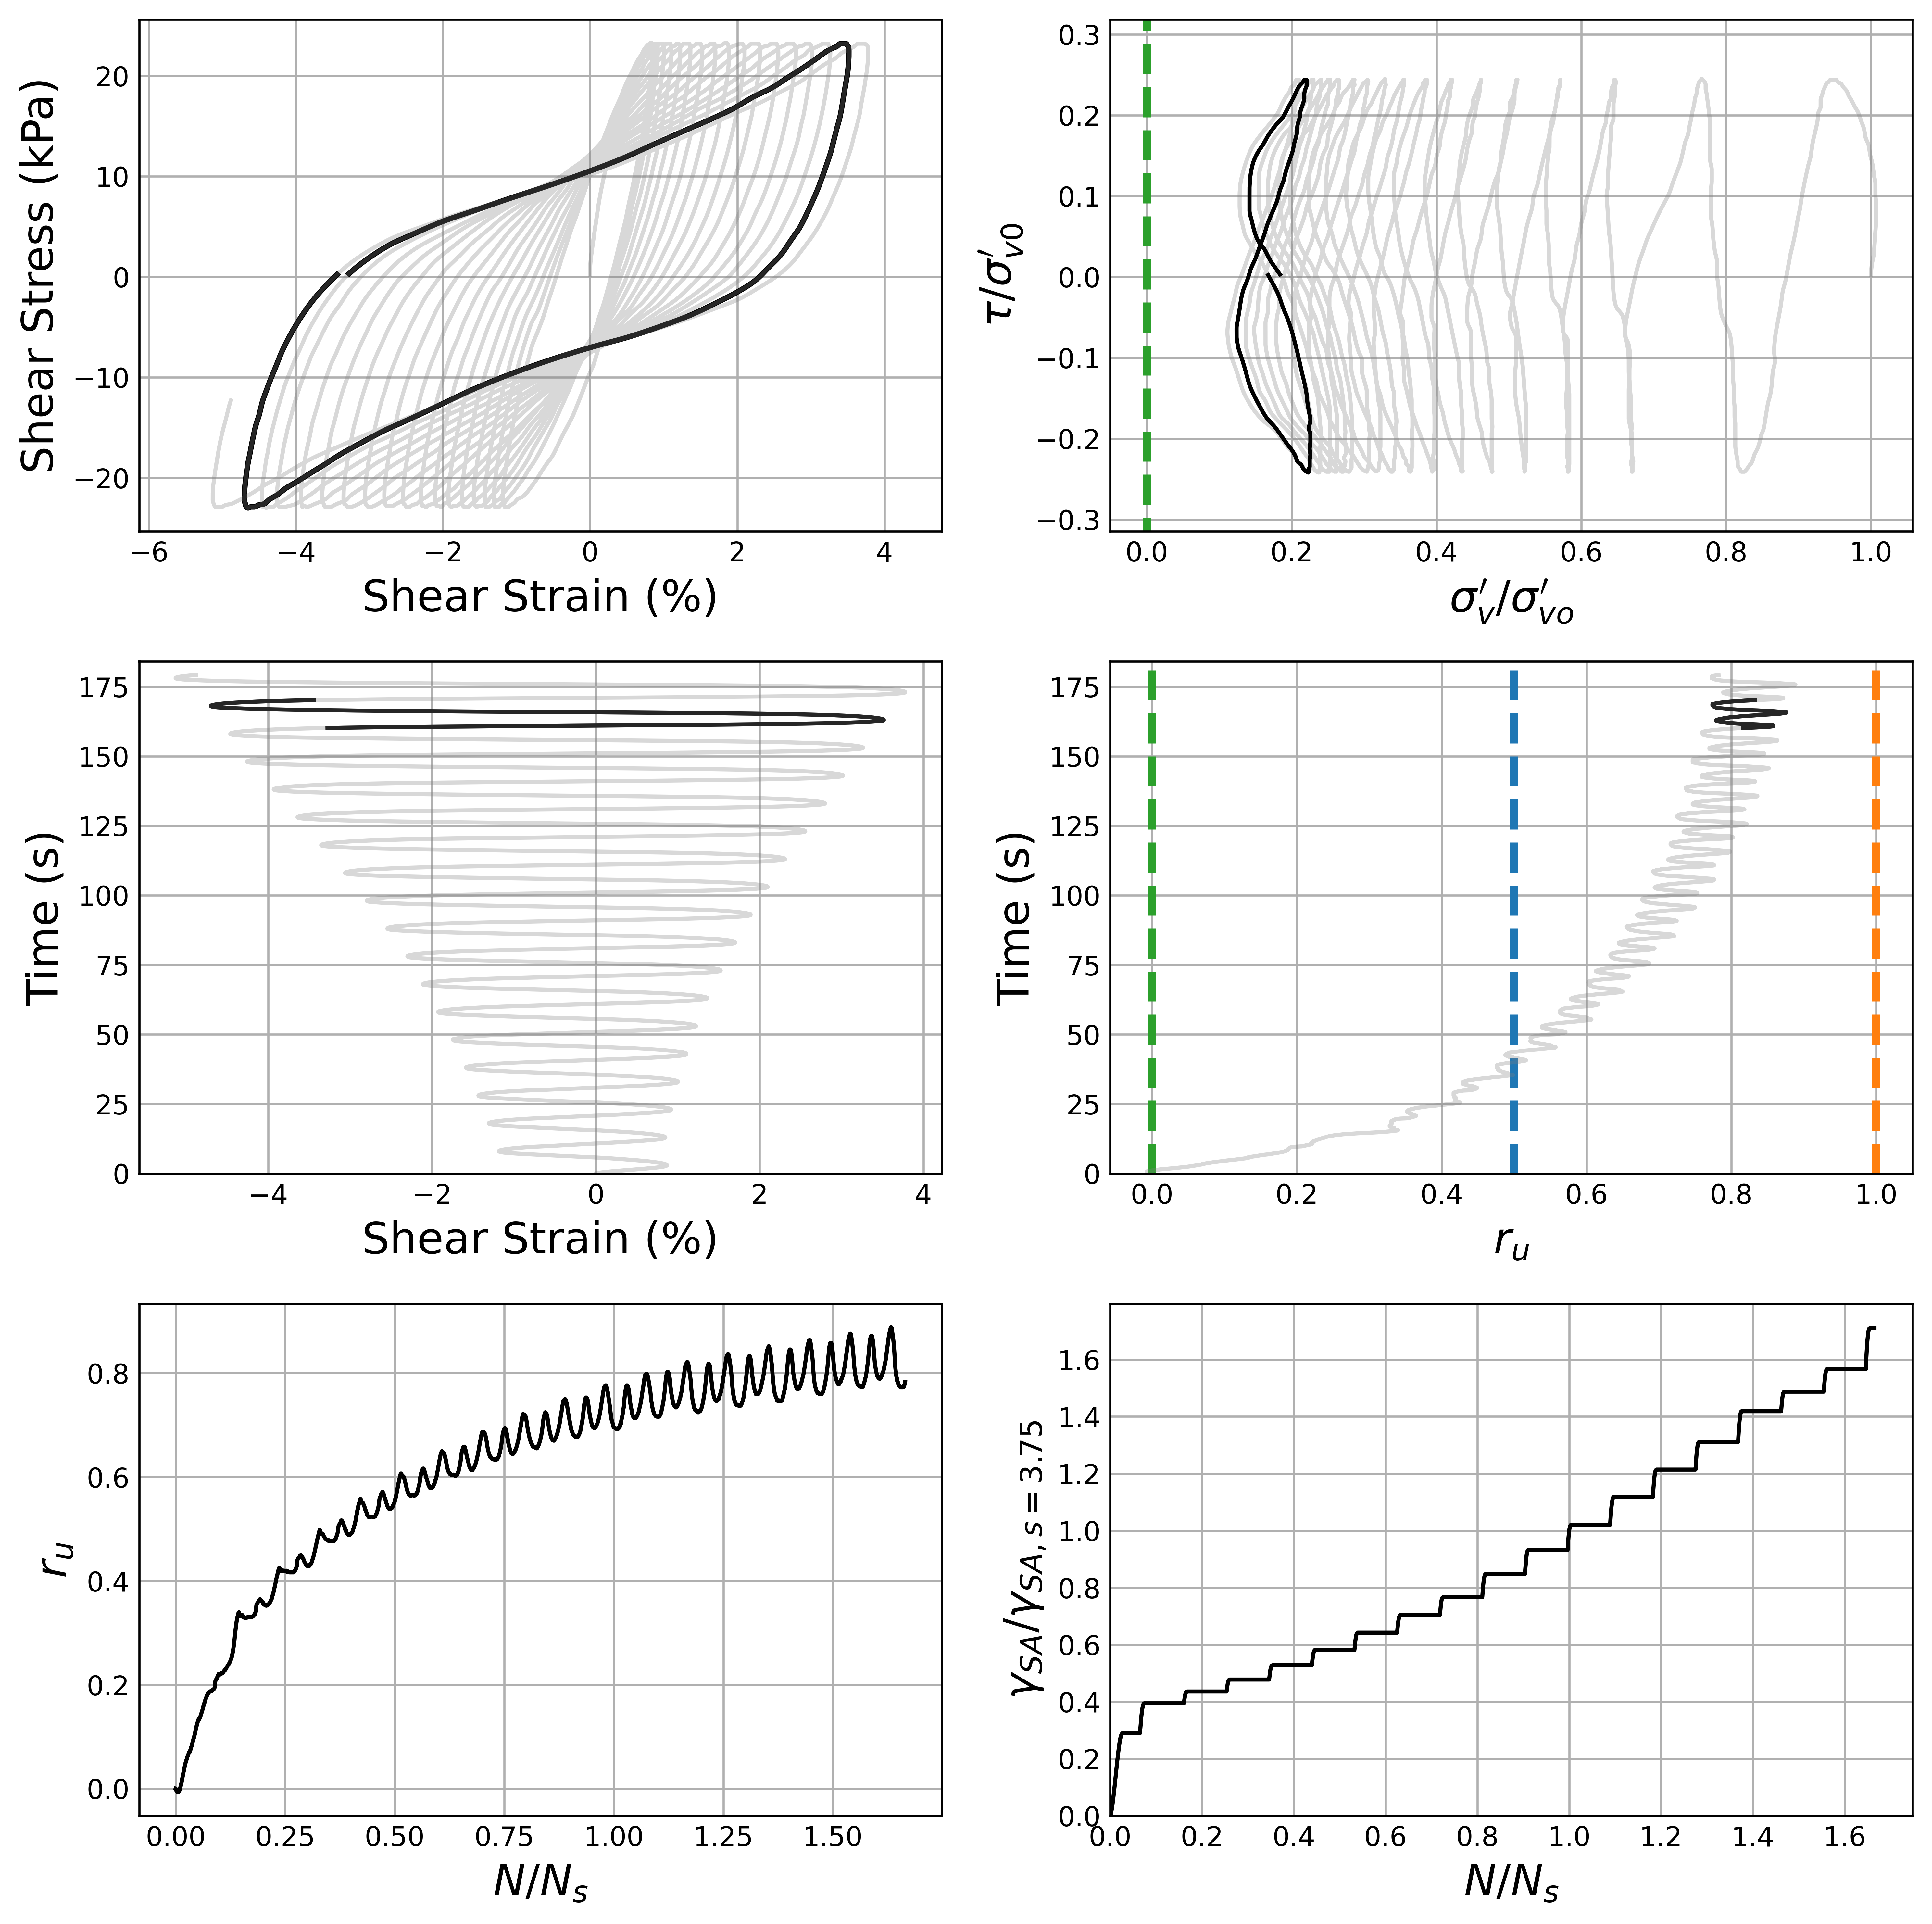 20
10
0
−10
−20
Shear Stress (kPa)
−6 −4 −2 0 2 4
Shear Strain (%)
0.3
0.2
0.1
0.0
−0.1
−0.2
−0.3
τ/σ′v0
0.0 0.2 0.4 0.6 0.8 1.0
σ′v/σ′vo
175
150
125
100
75
50
25
0
Time (s)
−4 −2 0 2 4
Shear Strain (%)
175
150
125
100
75
50
25
0
Time (s)
0.0 0.2 0.4 0.6 0.8 1.0
ru
0.8
0.6
0.4
0.2
0.0
ru
0.00 0.25 0.50 0.75 1.00 1.25 1.50
N/Ns
1.6
1.4
1.2
1.0
0.8
0.6
0.4
0.2
0.0
γSA/γSA, s = 3.75
0.0 0.2 0.4 0.6 0.8 1.0 1.2 1.4 1.6
N/Ns